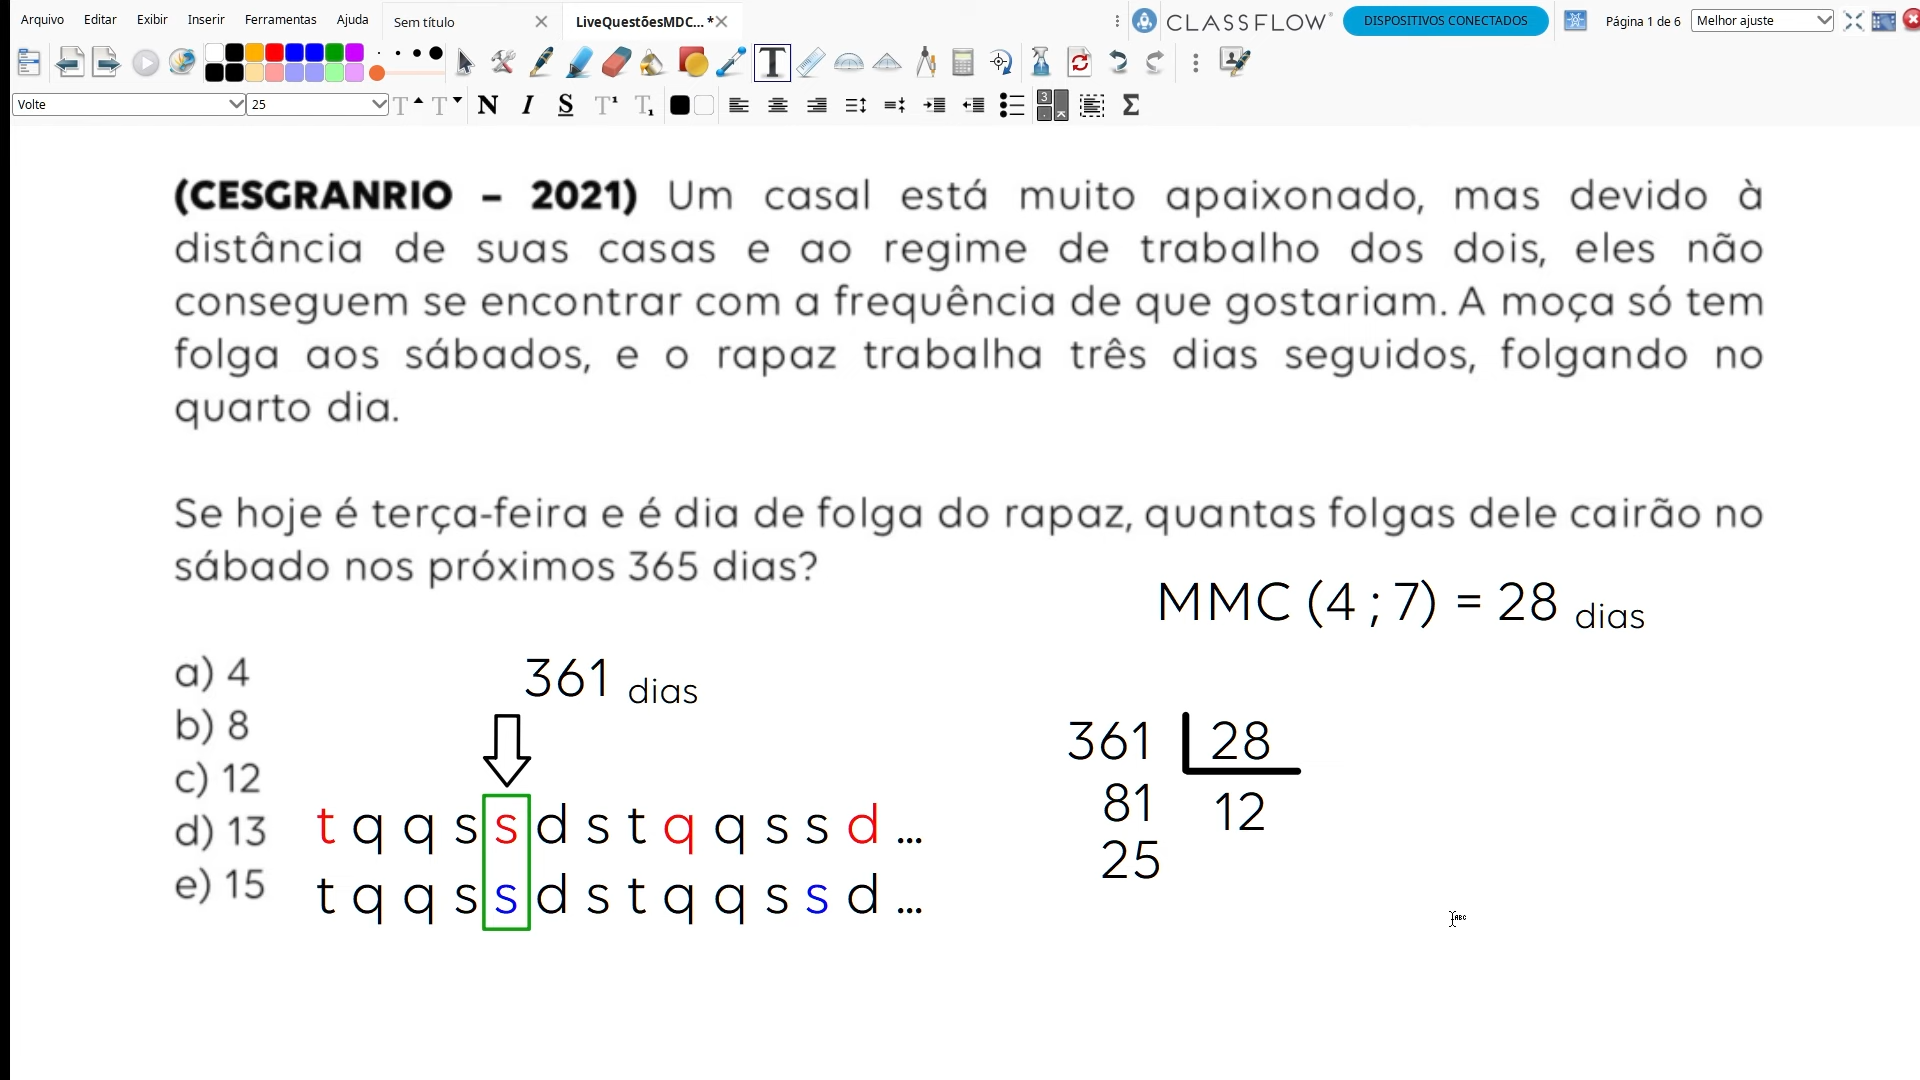 Arquivo Editar Exibir Inserir Ferramentas Ajuda Sem título LiveQuestõesMDC... * CLASSFLOW DISPOSITIVOS CONECTADOS Página 1 de 6 Melhor ajuste
Volte 25 N I S
(CESGRANRIO – 2021) Um casal está muito apaixonado, mas devido à
distância de suas casas e ao regime de trabalho dos dois, eles não
conseguem se encontrar com a frequência de que gostariam. A moça só tem
folga aos sábados, e o rapaz trabalha três dias seguidos, folgando no
quarto dia.
Se hoje é terça-feira e é dia de folga do rapaz, quantas folgas dele cairão no
sábado nos próximos 365 dias?
MMC (4 ; 7) = 28 dias
a) 4
b) 8
c) 12
d) 13
e) 15
361 dias
t q q s s d s t q q s s d ...
t q q s s d s t q q s s d ...
361 28
81 12
25